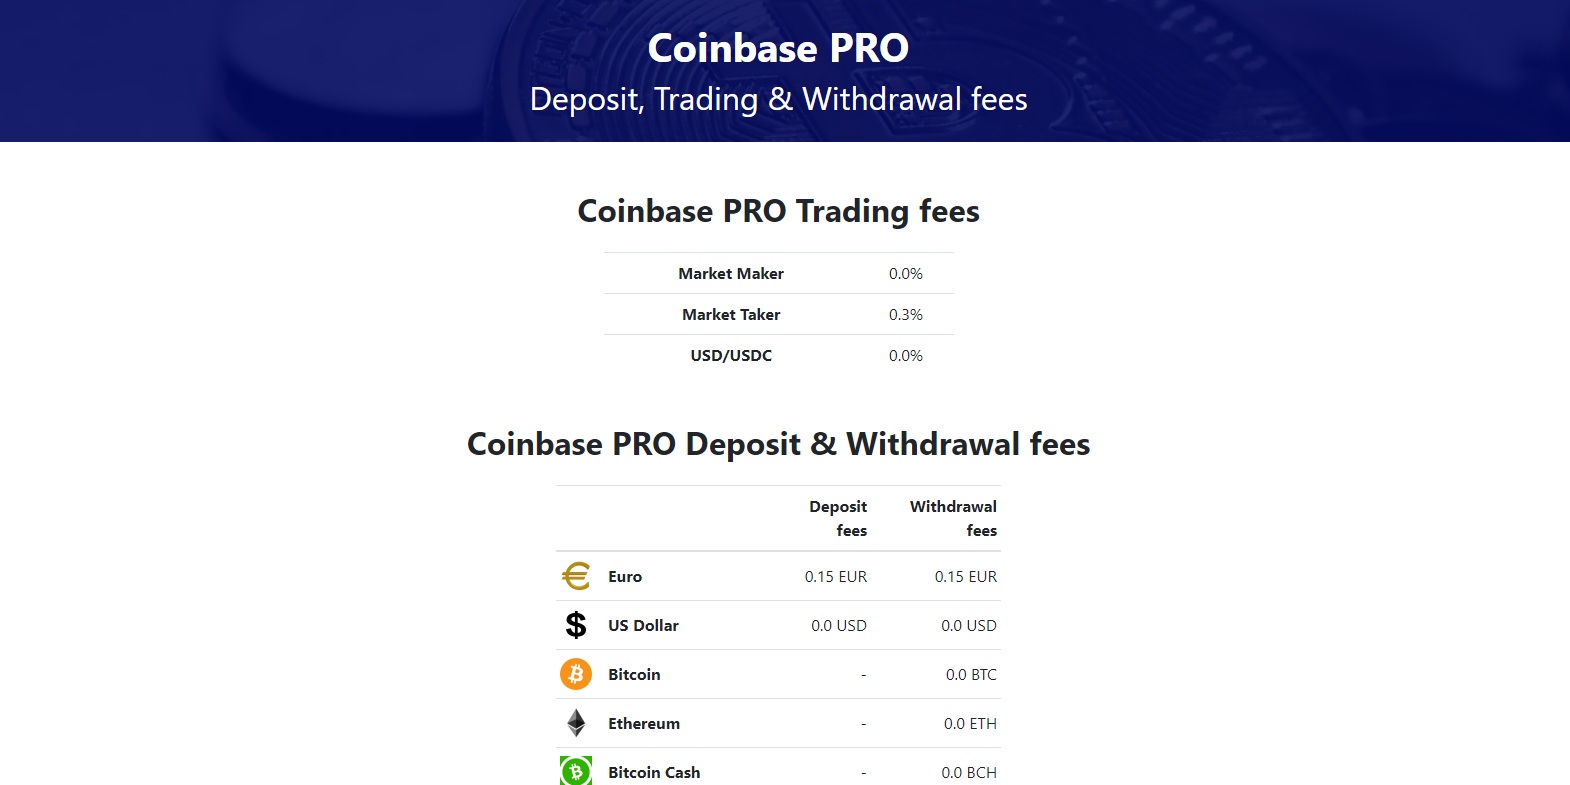 Coinbase PRO
Deposit, Trading & Withdrawal fees
Coinbase PRO Trading fees
Market Maker 0.0%
Market Taker 0.3%
USD/USDC 0.0%
Coinbase PRO Deposit & Withdrawal fees
Deposit Withdrawal
fees fees
Euro 0.15 EUR 0.15 EUR
US Dollar 0.0 USD 0.0 USD
Bitcoin - 0.0 BTC
Ethereum - 0.0 ETH
Bitcoin Cash - 0.0 BCH